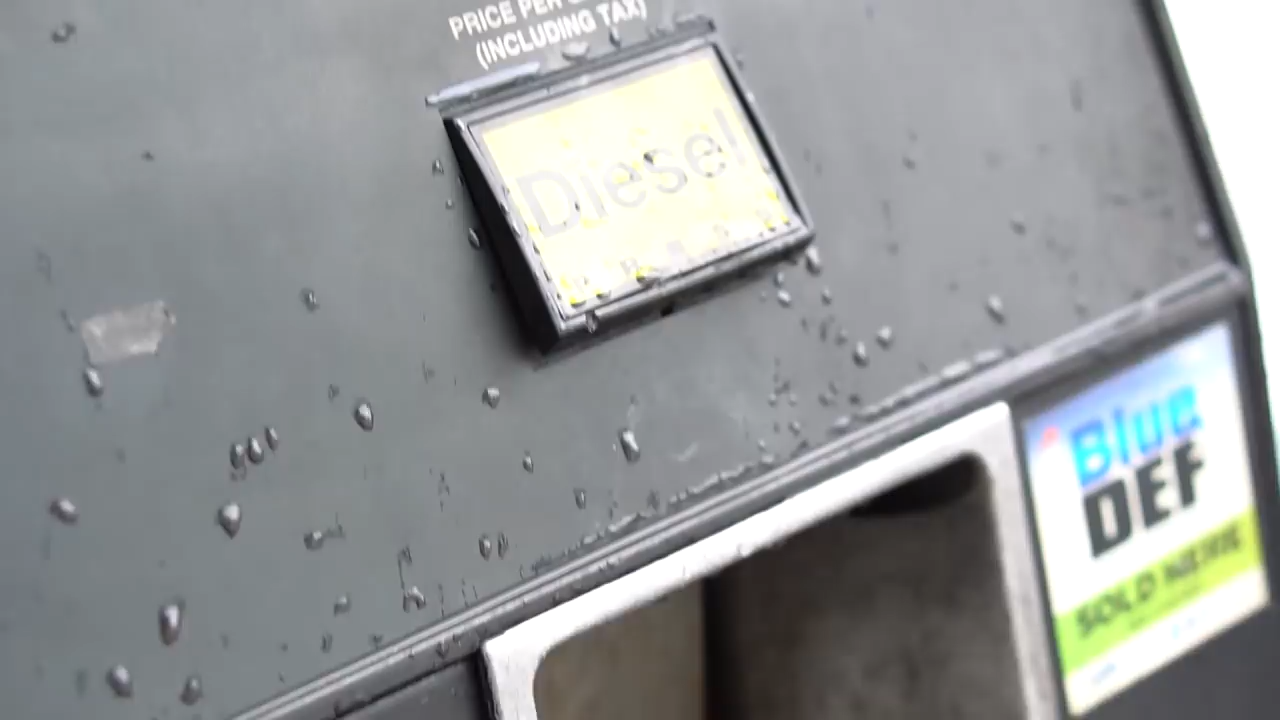 PRICE PER
(INCLUDING TAX)
Diesel
Blue
DEF
SOLD HERE